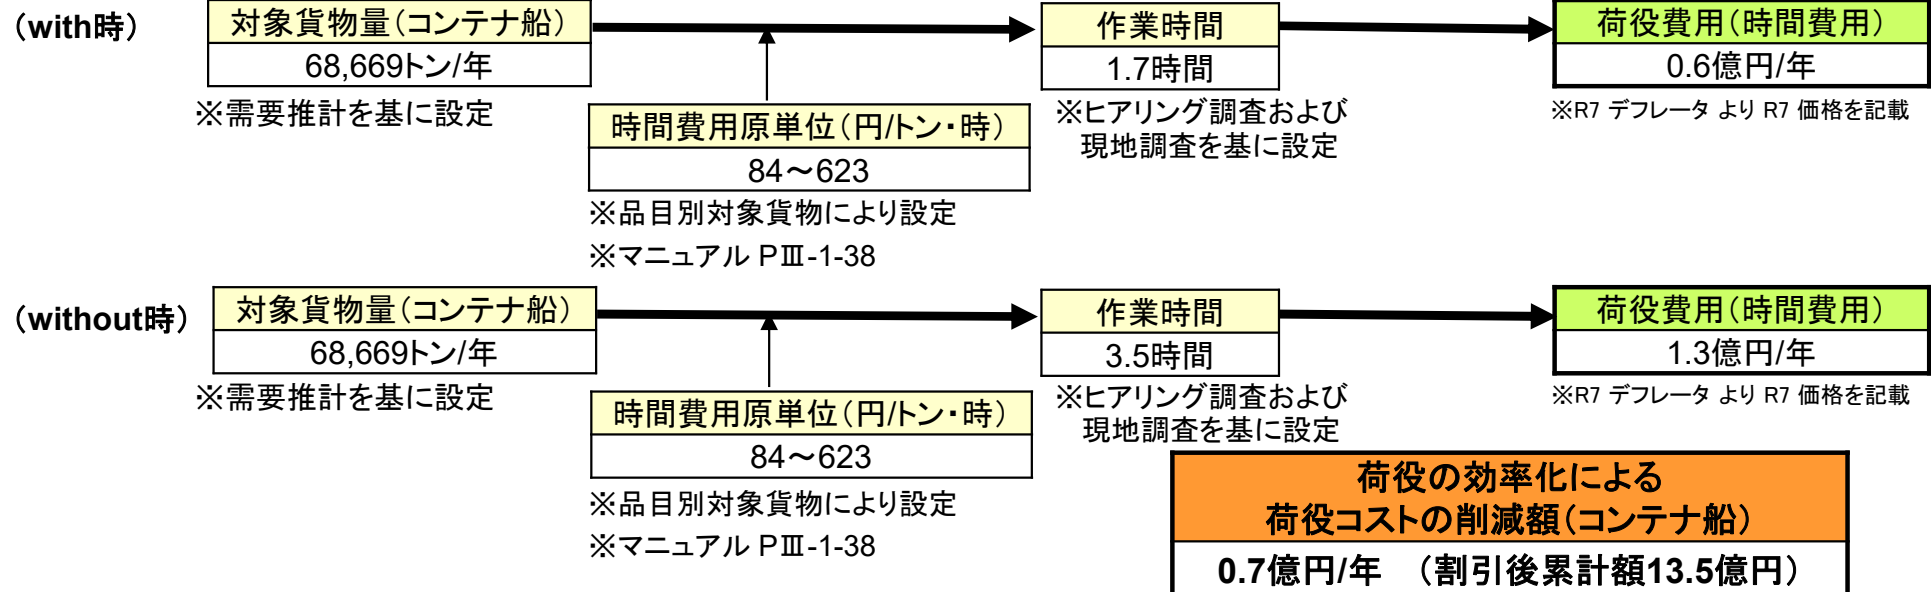 （with時）
対象貨物量（コンテナ船）
68,669トン/年
※需要推計を基に設定
時間費用原単位（円/トン・時）
84～623
※品目別対象貨物により設定
※マニュアル PⅢ-1-38
作業時間
1.7時間
※ヒアリング調査および
現地調査を基に設定
荷役費用（時間費用）
0.6億円/年
※R7 デフレータ より R7 価格を記載
（without時）
対象貨物量（コンテナ船）
68,669トン/年
※需要推計を基に設定
時間費用原単位（円/トン・時）
84～623
※品目別対象貨物により設定
※マニュアル PⅢ-1-38
作業時間
3.5時間
※ヒアリング調査および
現地調査を基に設定
荷役費用（時間費用）
1.3億円/年
※R7 デフレータ より R7 価格を記載
荷役の効率化による
荷役コストの削減額（コンテナ船）
0.7億円/年 （割引後累計額13.5億円）